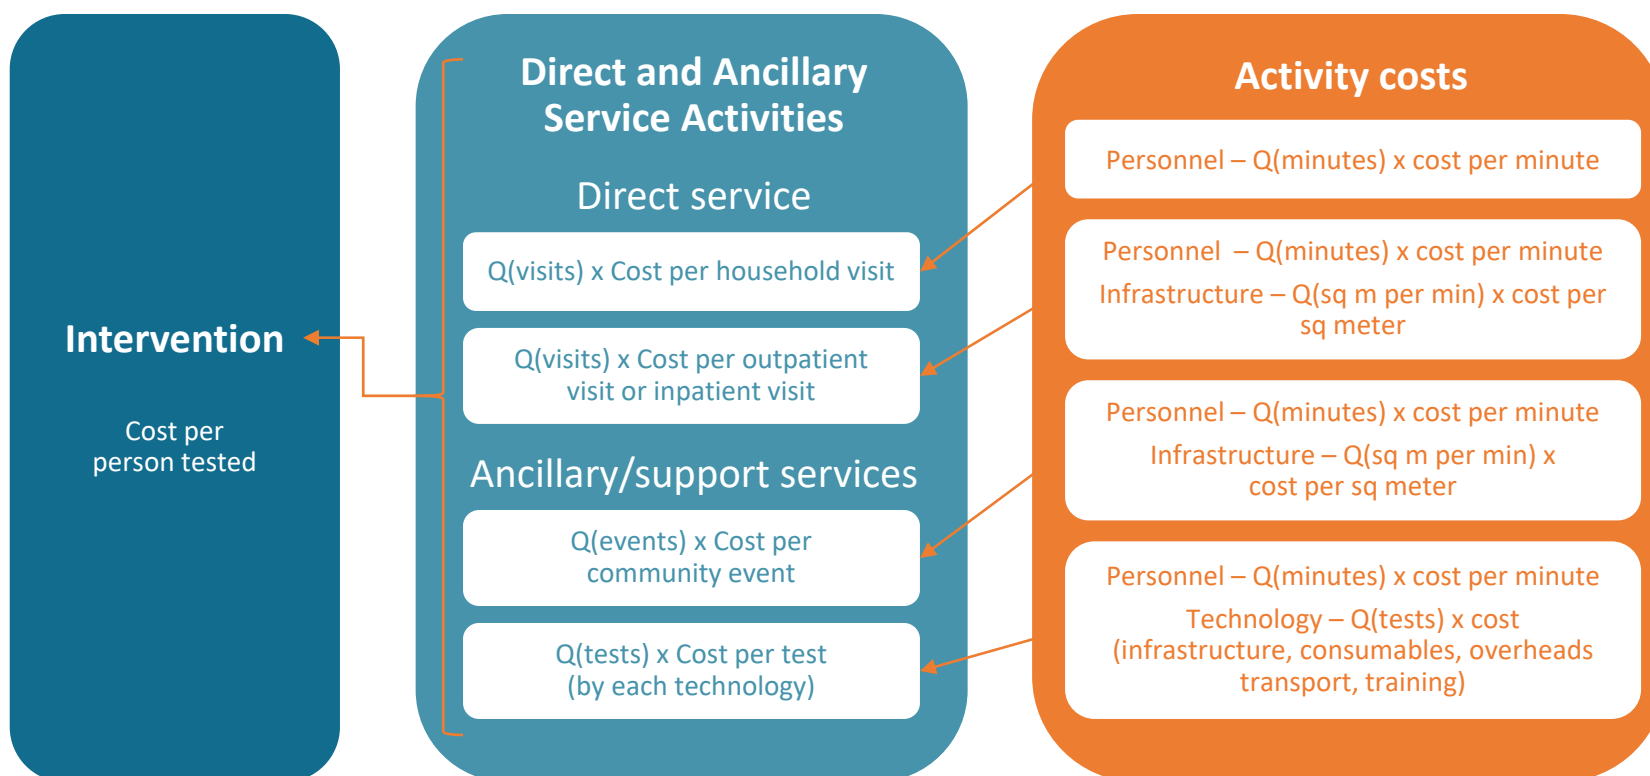 Intervention
Cost per
person tested
Direct and Ancillary
Service Activities
Direct service
Q(visits) x Cost per household visit
Q(visits) x Cost per outpatient
visit or inpatient visit
Ancillary/support services
Q(events) x Cost per
community event
Q(tests) x Cost per test
(by each technology)
Activity costs
Personnel – Q(minutes) x cost per minute
Personnel – Q(minutes) x cost per minute
Infrastructure – Q(sq m per min) x cost per
sq meter
Personnel – Q(minutes) x cost per minute
Infrastructure – Q(sq m per min) x
cost per sq meter
Personnel – Q(minutes) x cost per minute
Technology – Q(tests) x cost
(infrastructure, consumables, overheads
transport, training)